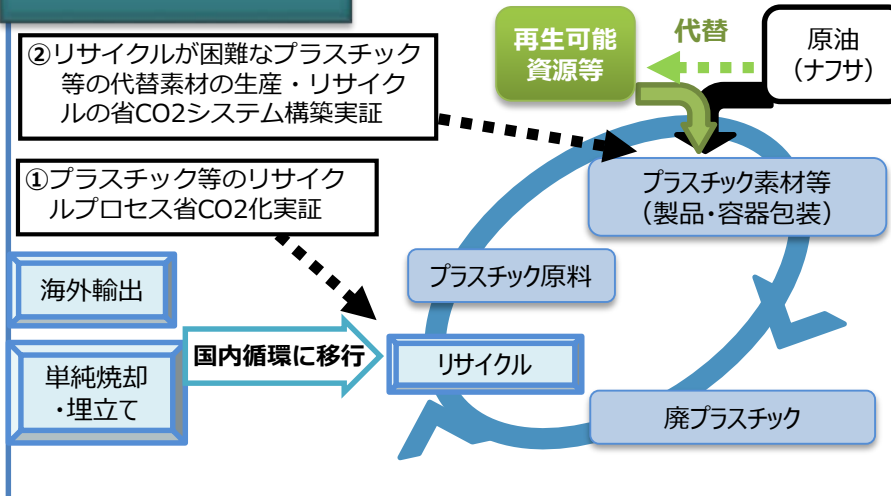 ②リサイクルが困難なプラスチック
等の代替素材の生産・リサイク
ルの省CO2システム構築実証
再生可能
資源等
代替
原油
(ナフサ)
①プラスチック等のリサイク
ルプロセス省CO2化実証
プラスチック素材等
(製品・容器包装)
プラスチック原料
海外輸出
国内循環に移行
リサイクル
単純焼却
・埋立て
廃プラスチック